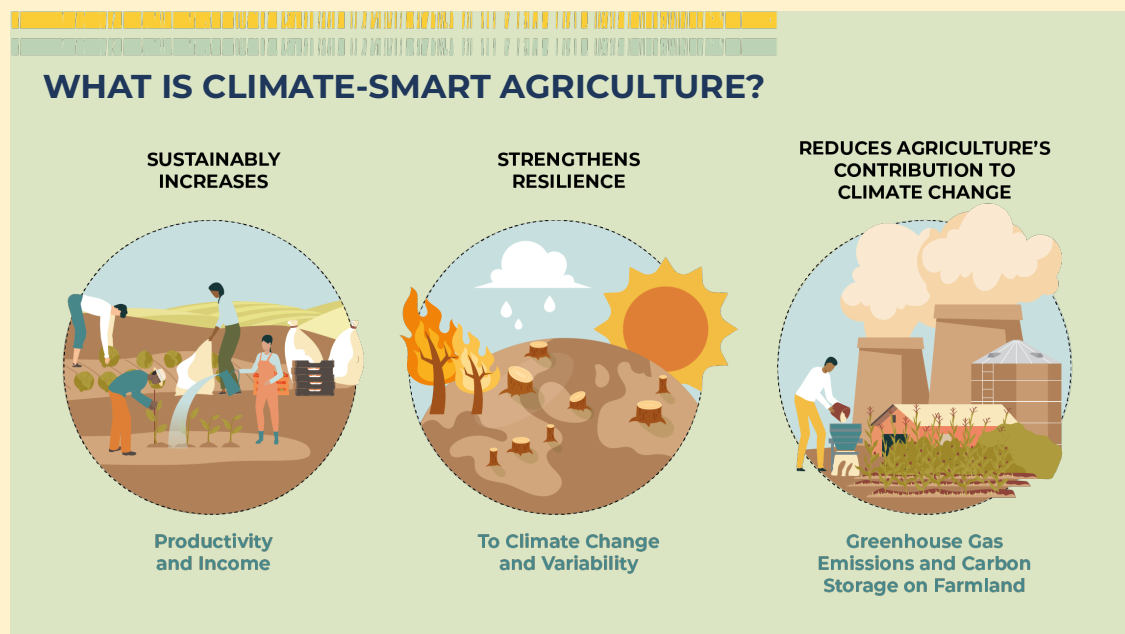 WHAT IS CLIMATE-SMART AGRICULTURE?
SUSTAINABLY
INCREASES
Productivity
and Income
STRENGTHENS
RESILIENCE
To Climate Change
and Variability
REDUCES AGRICULTURE’S
CONTRIBUTION TO
CLIMATE CHANGE
Greenhouse Gas
Emissions and Carbon
Storage on Farmland